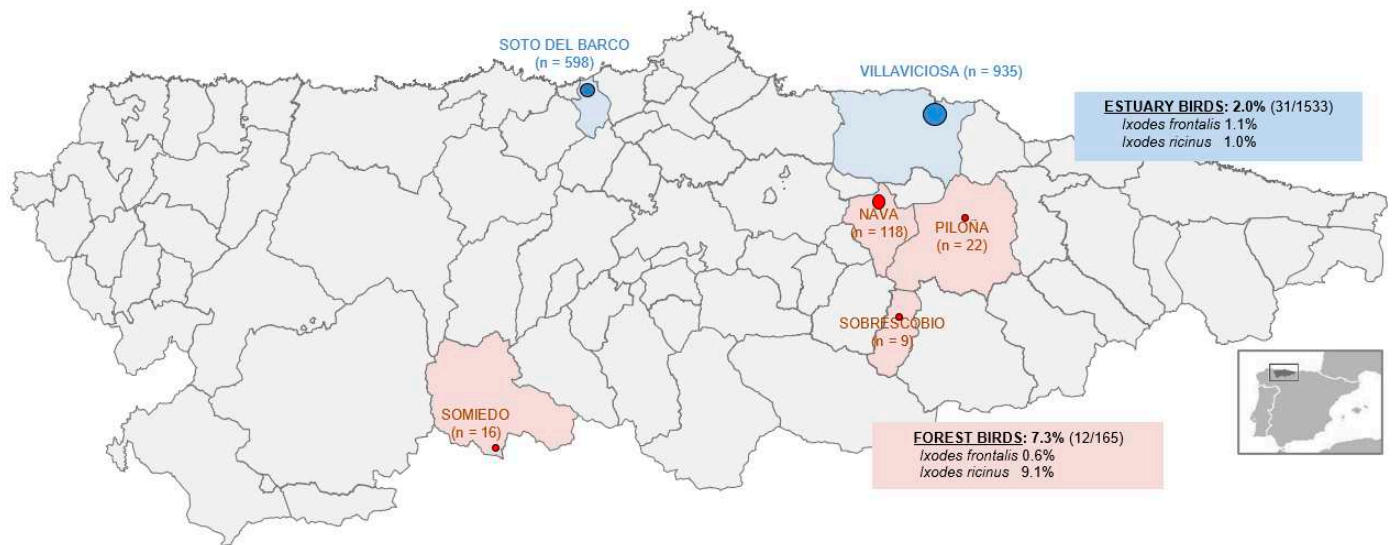 SOTO DEL BARCO
(n = 598)
VILLAVICIOSA (n = 935)
ESTUARY BIRDS: 2.0% (31/1533)
Ixodes frontalis 1.1%
Ixodes ricinus 1.0%
NAVA
(n = 118)
PILOÑA
(n = 22)
SOBRESCOBIO
(n = 9)
SOMIEDO
(n = 16)
FOREST BIRDS: 7.3% (12/165)
Ixodes frontalis 0.6%
Ixodes ricinus 9.1%